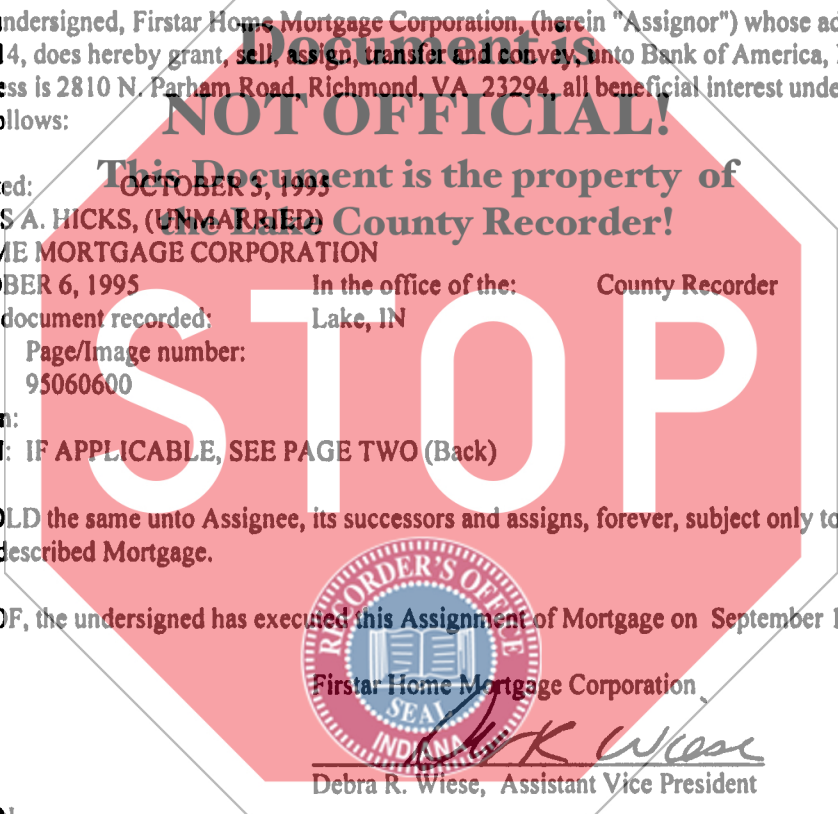 ndersigned, Firstar Home Mortgage Corporation, (herein "Assignor") whose ad
4, does hereby grant, sell, assign, transfer and convey, unto Bank of America,
ess is 2810 N. Parham Road, Richmond, VA 23294, all beneficial interest unde
ollows:
Document is
NOT OFFICIAL!
This Document is the property of
the Lake County Recorder!
ed: OCTOBER 3, 1995
S A. HICKS, (UNMARRIED)
ME MORTGAGE CORPORATION
BER 6, 1995 In the office of the: County Recorder
document recorded: Lake, IN
Page/Image number:
95060600
n:
: IF APPLICABLE, SEE PAGE TWO (Back)
STOP
OLD the same unto Assignee, its successors and assigns, forever, subject only to
described Mortgage.
OF, the undersigned has executed this Assignment of Mortgage on September 1
RECORDER'S OFFICE
SEAL
INDIANA
Firstar Home Mortgage Corporation
Debra R. Wiese, Assistant Vice President